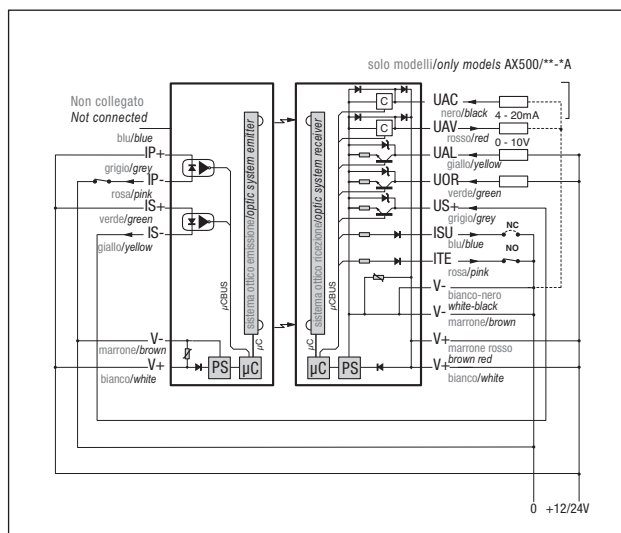 solo modelli/only models AX500/**-*A
Non collegato
Not connected
blu/blue
IP+
grigio/grey
IP-
rosa/pink
IS+
verde/green
IS-
giallo/yellow
V-
marrone/brown
V+
bianco/white
µCBUS
sistema ottico emissione/optic system emitter
PS
µC
sistema ottico ricezione/optic system receiver
µCBUS
µC
µC
PS
C
C
UAC
nero/black
4 - 20mA
UAV
rosso/red
0 - 10V
UAL
giallo/yellow
UOR
verde/green
US+
grigio/grey
ISU
NC
blu/blue
ITE
NO
rosa/pink
V-
bianco-nero
white-black
V-
marrone/brown
V+
marrone rosso
brown red
V+
bianco/white
0 +12/24V